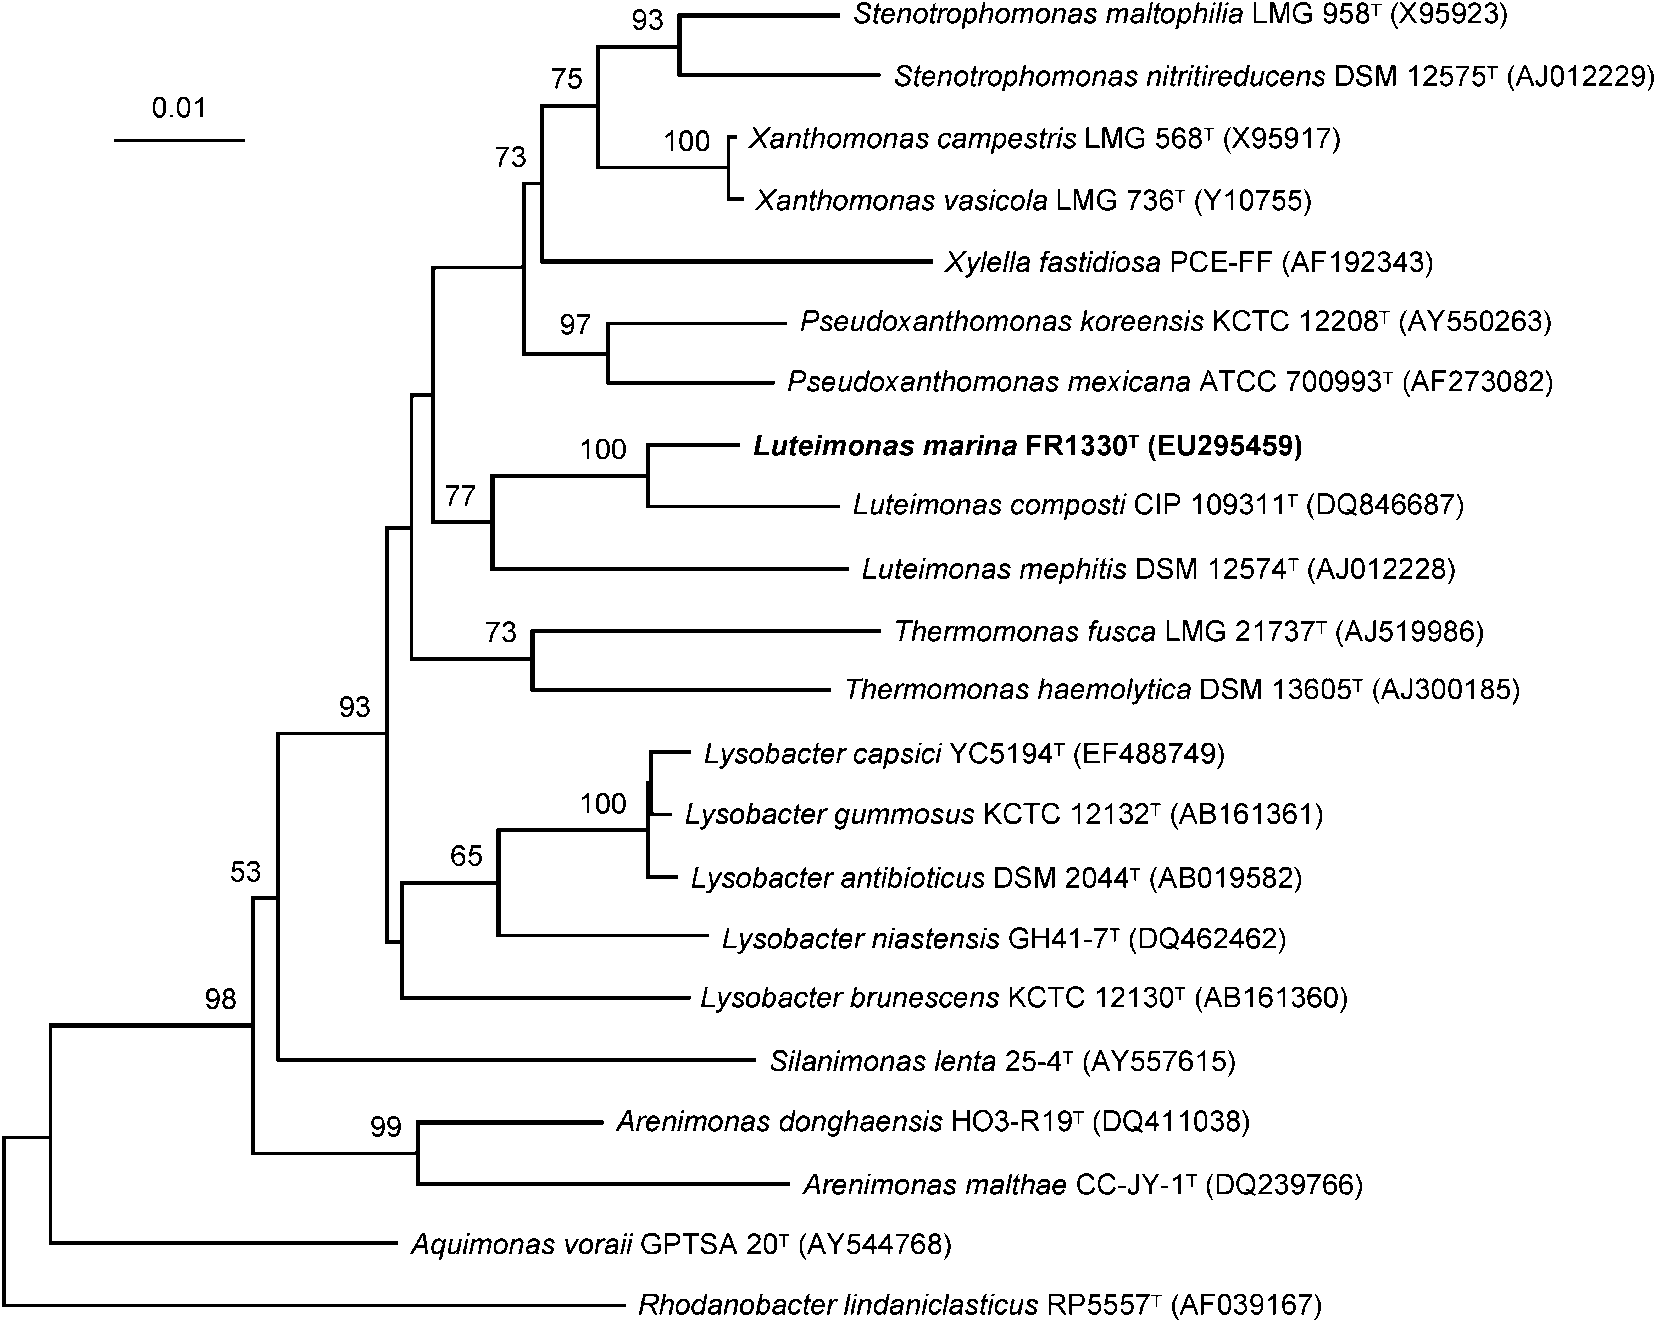 93
Stenotrophomonas maltophilia LMG 958ᵀ (X95923)
75
Stenotrophomonas nitritireducens DSM 12575ᵀ (AJ012229)
0.01
100
Xanthomonas campestris LMG 568ᵀ (X95917)
73
Xanthomonas vasicola LMG 736ᵀ (Y10755)
Xylella fastidiosa PCE-FF (AF192343)
97
Pseudoxanthomonas koreensis KCTC 12208ᵀ (AY550263)
Pseudoxanthomonas mexicana ATCC 700993ᵀ (AF273082)
100
Luteimonas marina FR1330ᵀ (EU295459)
77
Luteimonas composti CIP 109311ᵀ (DQ846687)
Luteimonas mephitis DSM 12574ᵀ (AJ012228)
73
Thermomonas fusca LMG 21737ᵀ (AJ519986)
Thermomonas haemolytica DSM 13605ᵀ (AJ300185)
93
Lysobacter capsici YC5194ᵀ (EF488749)
100
Lysobacter gummosus KCTC 12132ᵀ (AB161361)
65
Lysobacter antibioticus DSM 2044ᵀ (AB019582)
53
Lysobacter niastensis GH41-7ᵀ (DQ462462)
98
Lysobacter brunescens KCTC 12130ᵀ (AB161360)
Silanimonas lenta 25-4ᵀ (AY557615)
99
Arenimonas donghaensis HO3-R19ᵀ (DQ411038)
Arenimonas malthae CC-JY-1ᵀ (DQ239766)
Aquimonas voraii GPTSA 20ᵀ (AY544768)
Rhodanobacter lindaniclasticus RP5557ᵀ (AF039167)